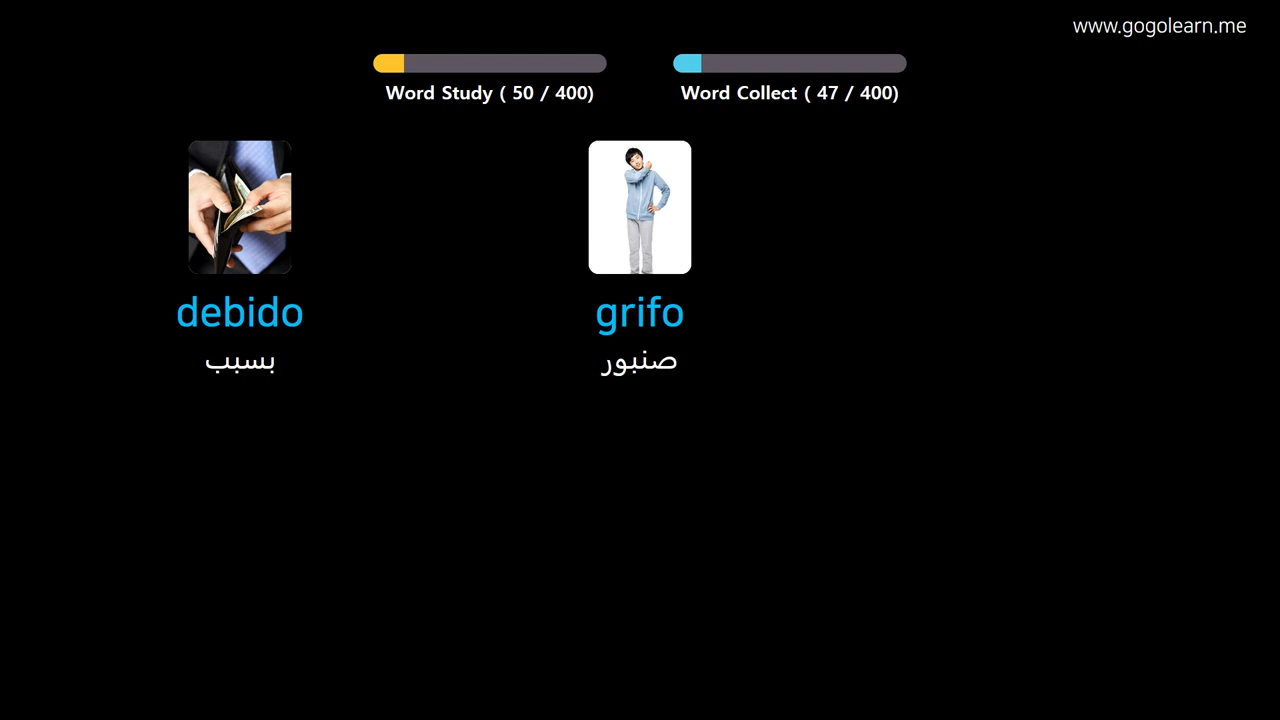 www.gogolearn.me
Word Study ( 50 / 400)
Word Collect ( 47 / 400)
debido
بسبب
grifo
صنبور